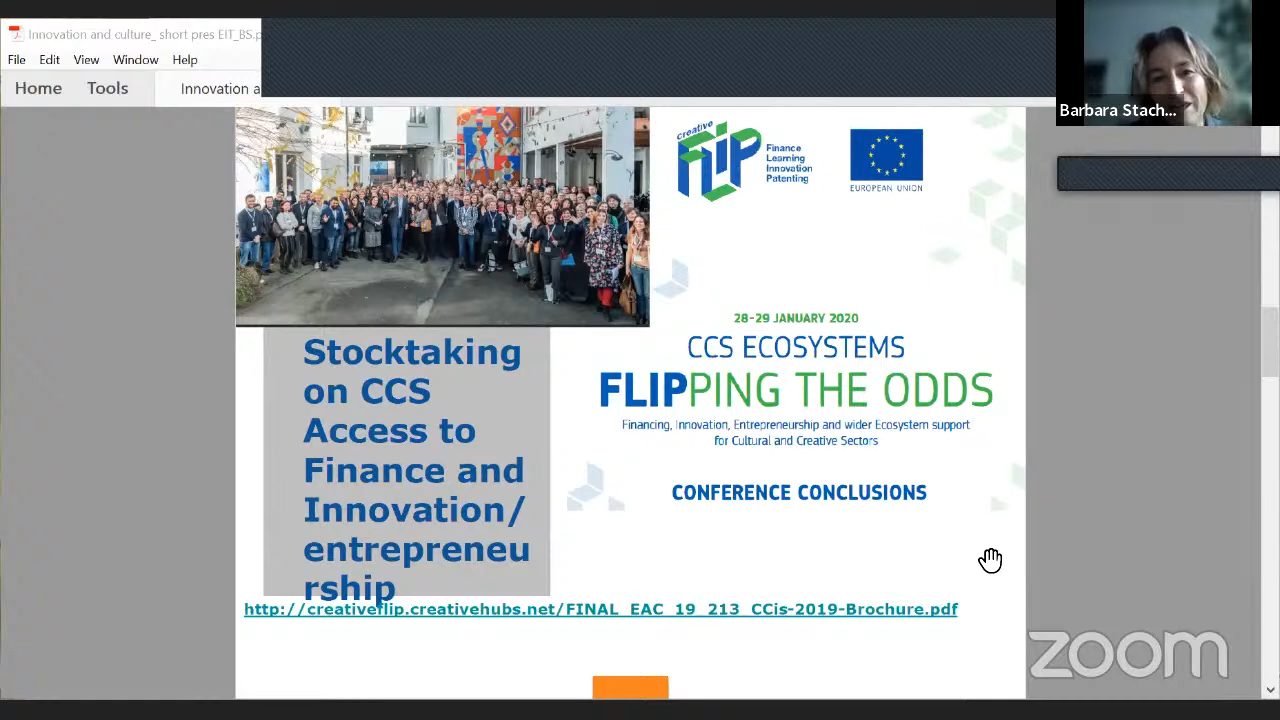 Innovation and culture_ short pres EIT_BS.p
File Edit View Window Help
Home Tools Innovation a
Barbara Stach...
creative
FLIP
Finance
Learning
Innovation
Patenting
EUROPEAN UNION
28-29 JANUARY 2020
CCS ECOSYSTEMS
FLIPPING THE ODDS
Financing, Innovation, Entrepreneurship and wider Ecosystem support
for Cultural and Creative Sectors
CONFERENCE CONCLUSIONS
Stocktaking
on CCS
Access to
Finance and
Innovation/
entrepreneu
rship
http://creativeflip.creativehubs.net/FINAL_EAC_19_213_CCis-2019-Brochure.pdf
zoom